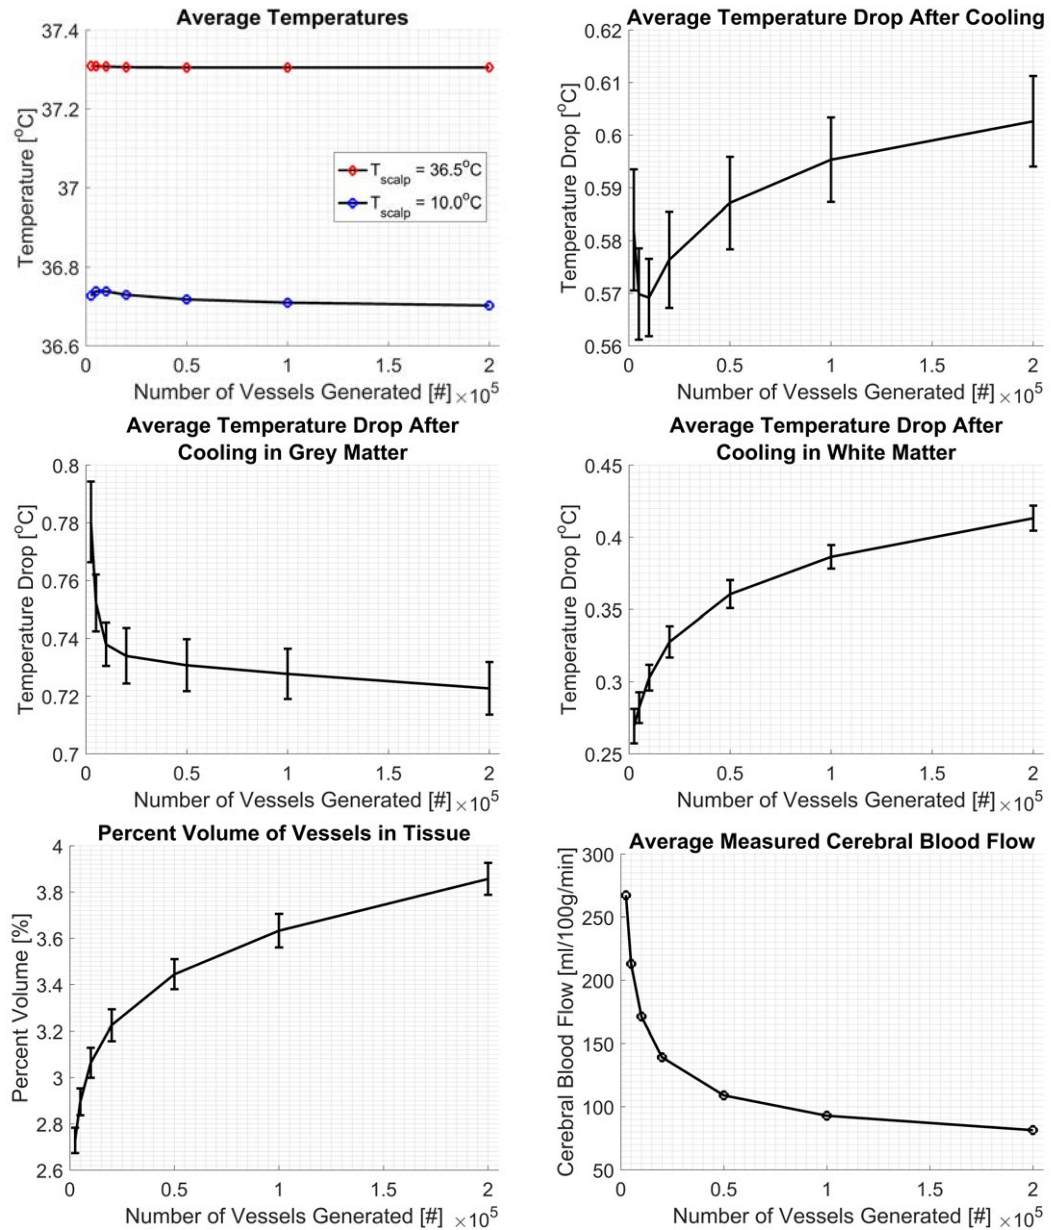 Average Temperatures
37.4
37.2
37
36.8
36.6
Temperature [°C]
T_scalp = 36.5°C
T_scalp = 10.0°C
0 0.5 1 1.5 2
Number of Vessels Generated [#] ×10^5
Average Temperature Drop After Cooling
0.62
0.61
0.6
0.59
0.58
0.57
0.56
Temperature Drop [°C]
0 0.5 1 1.5 2
Number of Vessels Generated [#] ×10^5
Average Temperature Drop After
Cooling in Grey Matter
0.8
0.78
0.76
0.74
0.72
0.7
Temperature Drop [°C]
0 0.5 1 1.5 2
Number of Vessels Generated [#] ×10^5
Average Temperature Drop After
Cooling in White Matter
0.45
0.4
0.35
0.3
0.25
Temperature Drop [°C]
0 0.5 1 1.5 2
Number of Vessels Generated [#] ×10^5
Percent Volume of Vessels in Tissue
4
3.8
3.6
3.4
3.2
3
2.8
2.6
Percent Volume [%]
0 0.5 1 1.5 2
Number of Vessels Generated [#] ×10^5
Average Measured Cerebral Blood Flow
300
250
200
150
100
50
Cerebral Blood Flow [ml/100g/min]
0 0.5 1 1.5 2
Number of Vessels Generated [#] ×10^5